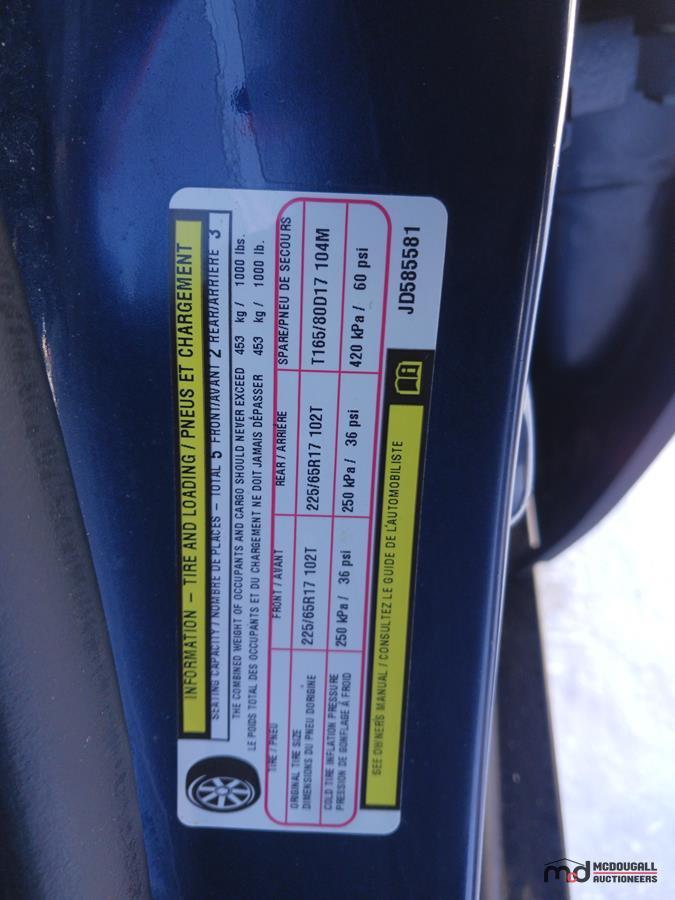 INFORMATION – TIRE AND LOADING / PNEUS ET CHARGEMENT
SEATING CAPACITY / NOMBRE DE PLACES – TOTAL 5 FRONT/AVANT 2 REAR/ARRIÈRE 3
THE COMBINED WEIGHT OF OCCUPANTS AND CARGO SHOULD NEVER EXCEED 453 kg / 1000 lbs.
LE POIDS TOTAL DES OCCUPANTS ET DU CHARGEMENT NE DOIT JAMAIS DÉPASSER 453 kg / 1000 lb.
TIRE / PNEU FRONT / AVANT REAR / ARRIÈRE SPARE/PNEU DE SECOURS
ORIGINAL TIRE SIZE
DIMENSIONS DU PNEU DORIGINE
225/65R17 102T 225/65R17 102T T165/80D17 104M
COLD TIRE INFLATION PRESSURE
PRESSION DE GONFLAGE À FROID
250 kPa / 36 psi 250 kPa / 36 psi 420 kPa / 60 psi
SEE OWNER'S MANUAL / CONSULTEZ LE GUIDE DE L'AUTOMOBILISTE
JD585581
md MCDOUGALL
AUCTIONEERS